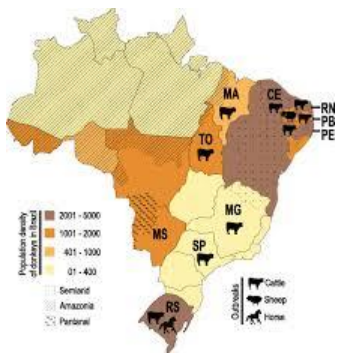 MA
CE
RN
PB
PE
TO
MS
MG
SP
RS
Population density
of donkeys in Brazil
2001 - 5000
1001 - 2000
401 - 1000
01 - 400
Semiarid
Amazonia
Pantanal
Outbreaks
Cattle
Sheep
Horse